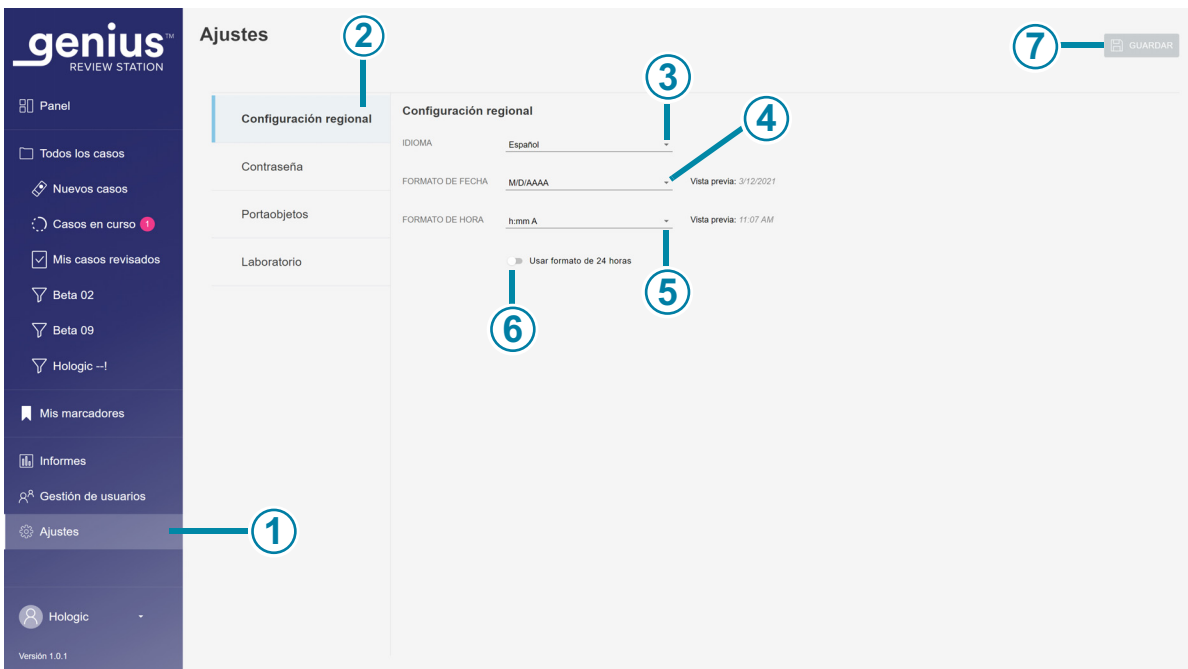 genius™
REVIEW STATION
Panel
Todos los casos
Nuevos casos
Casos en curso 1
Mis casos revisados
Beta 02
Beta 09
Hologic --!
Mis marcadores
Informes
Gestión de usuarios
Ajustes
Hologic
Versión 1.0.1
Ajustes
2
7
GUARDAR
Configuración regional
Contraseña
Portaobjetos
Laboratorio
Configuración regional
3
4
IDIOMA Español
FORMATO DE FECHA M/D/AAAA Vista previa: 3/12/2021
FORMATO DE HORA h:mm A Vista previa: 11:07 AM
Usar formato de 24 horas
5
6
1